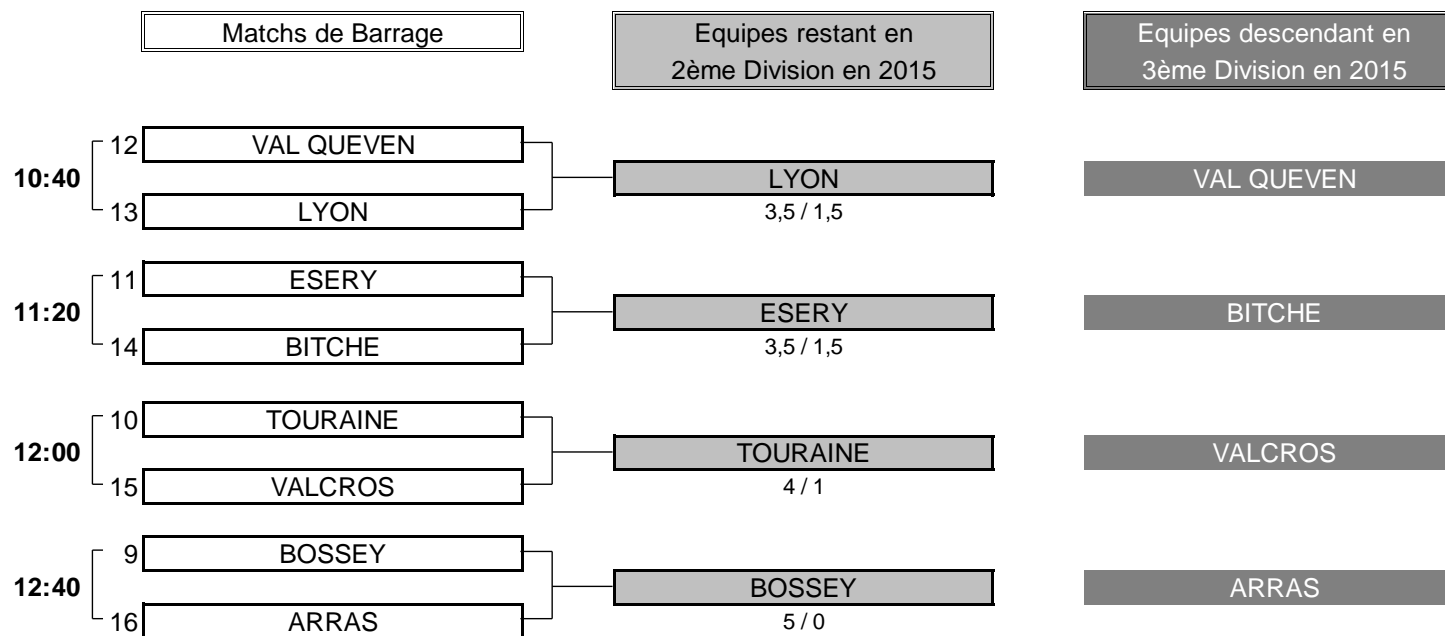 Matchs de Barrage
Equipes restant en
2ème Division en 2015
Equipes descendant en
3ème Division en 2015
10:40
12 VAL QUEVEN
13 LYON
LYON
3,5 / 1,5
VAL QUEVEN
11:20
11 ESERY
14 BITCHE
ESERY
3,5 / 1,5
BITCHE
12:00
10 TOURAINE
15 VALCROS
TOURAINE
4 / 1
VALCROS
12:40
9 BOSSEY
16 ARRAS
BOSSEY
5 / 0
ARRAS